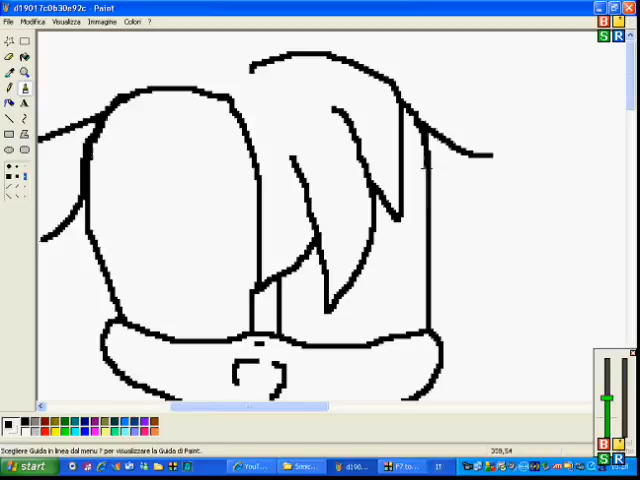 d19017c0b30e92c - Paint
File Modifica Visualizza Immagine Colori ?
B
S R
Scegliere Guida in linea dal menu ? per visualizzare la Guida di Paint.
209,54
B
S R
start
YouT...
Sonic...
d190...
F7 to...
IT